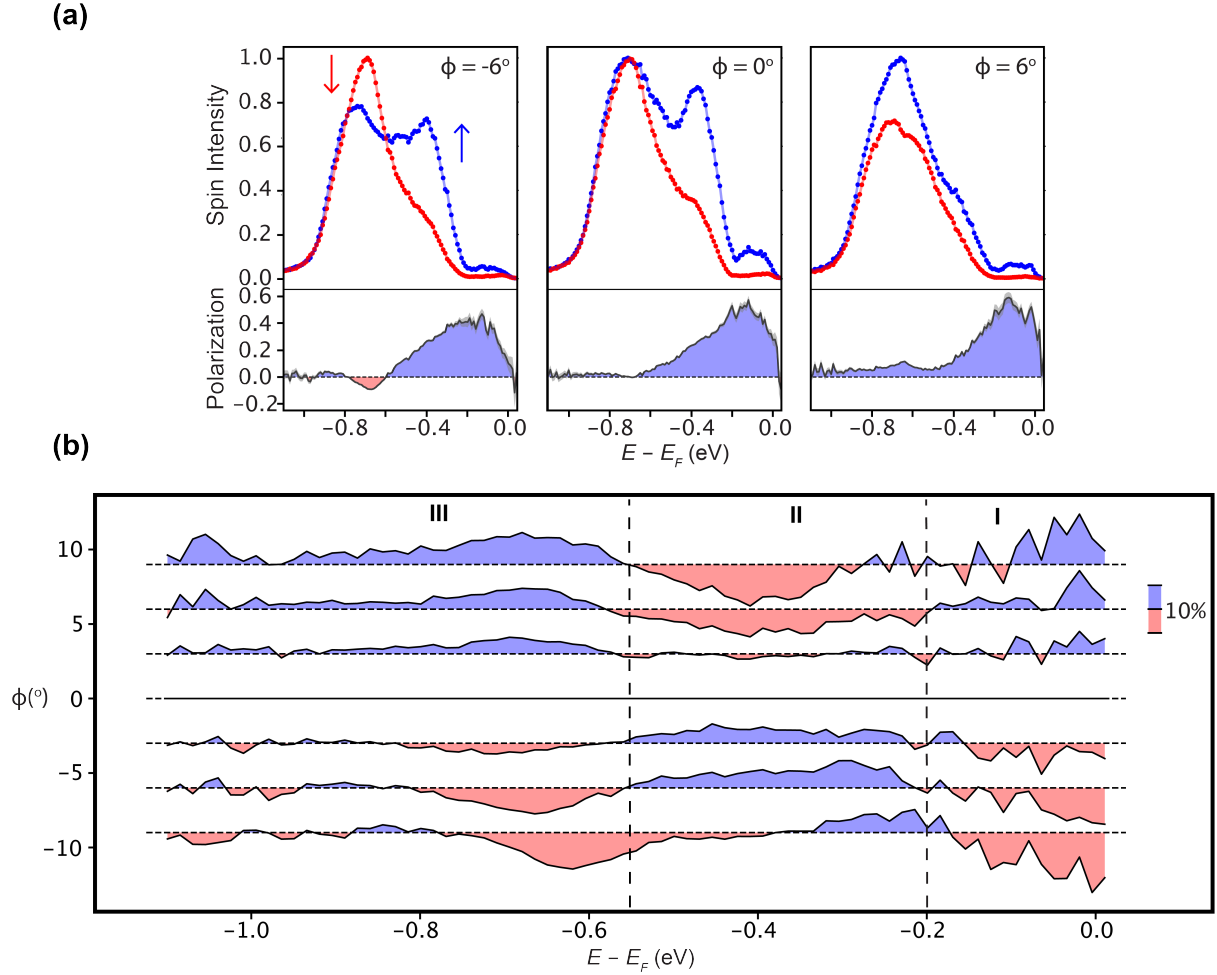 (a)
ϕ = -6°
ϕ = 0°
ϕ = 6°
Spin Intensity
1.0
0.8
0.6
0.4
0.2
0.0
Polarization
0.6
0.4
0.2
0.0
−0.2
−0.8 −0.4 0.0
−0.8 −0.4 0.0
−0.8 −0.4 0.0
E − E_F (eV)
(b)
III II I
10
5
0
−5
−10
ϕ(°)
10%
−1.0 −0.8 −0.6 −0.4 −0.2 0.0
E − E_F (eV)